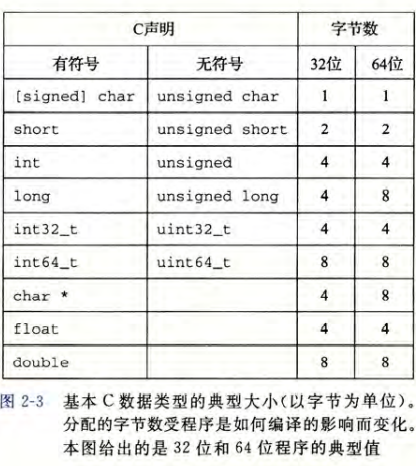 C声明 字节数
有符号 无符号 32位 64位
[signed] char unsigned char 1 1
short unsigned short 2 2
int unsigned 4 4
long unsigned long 4 8
int32_t uint32_t 4 4
int64_t uint64_t 8 8
char * 4 8
float 4 4
double 8 8
图 2-3 基本 C 数据类型的典型大小(以字节为单位)。
分配的字节数受程序是如何编译的影响而变化。
本图给出的是 32 位和 64 位程序的典型值